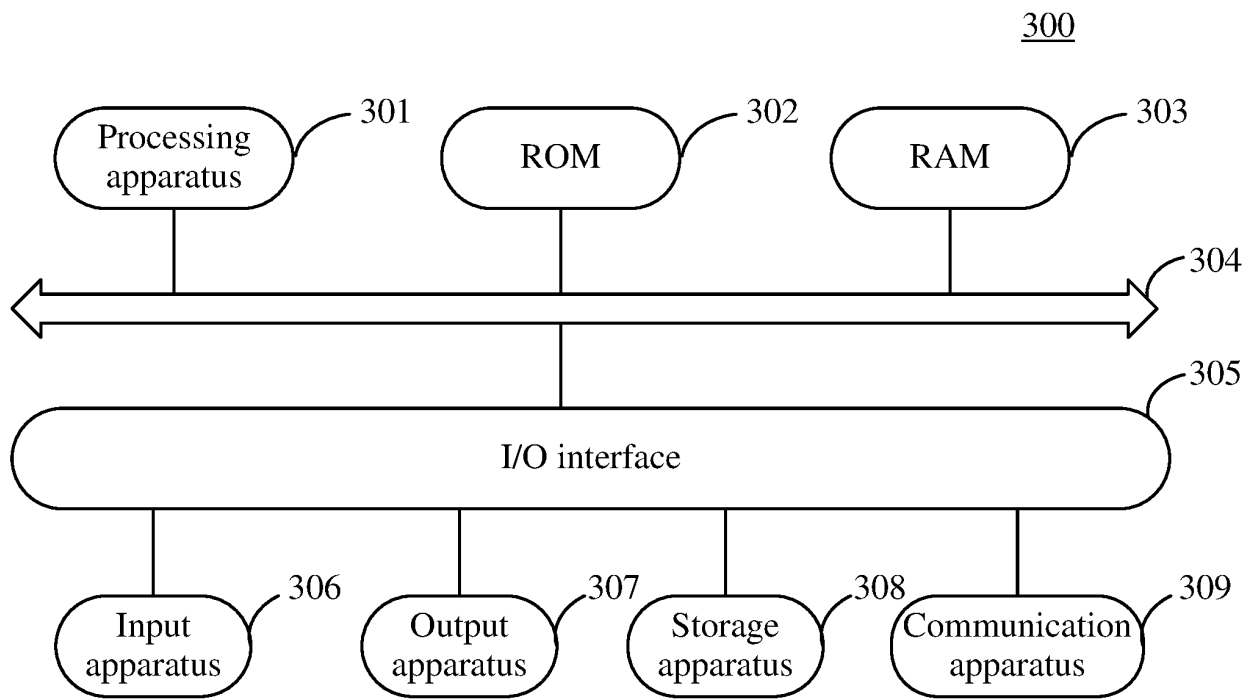 300
Processing
apparatus
301
ROM
302
RAM
303
304
305
I/O interface
Input
apparatus
306
Output
apparatus
307
Storage
apparatus
308
Communication
apparatus
309